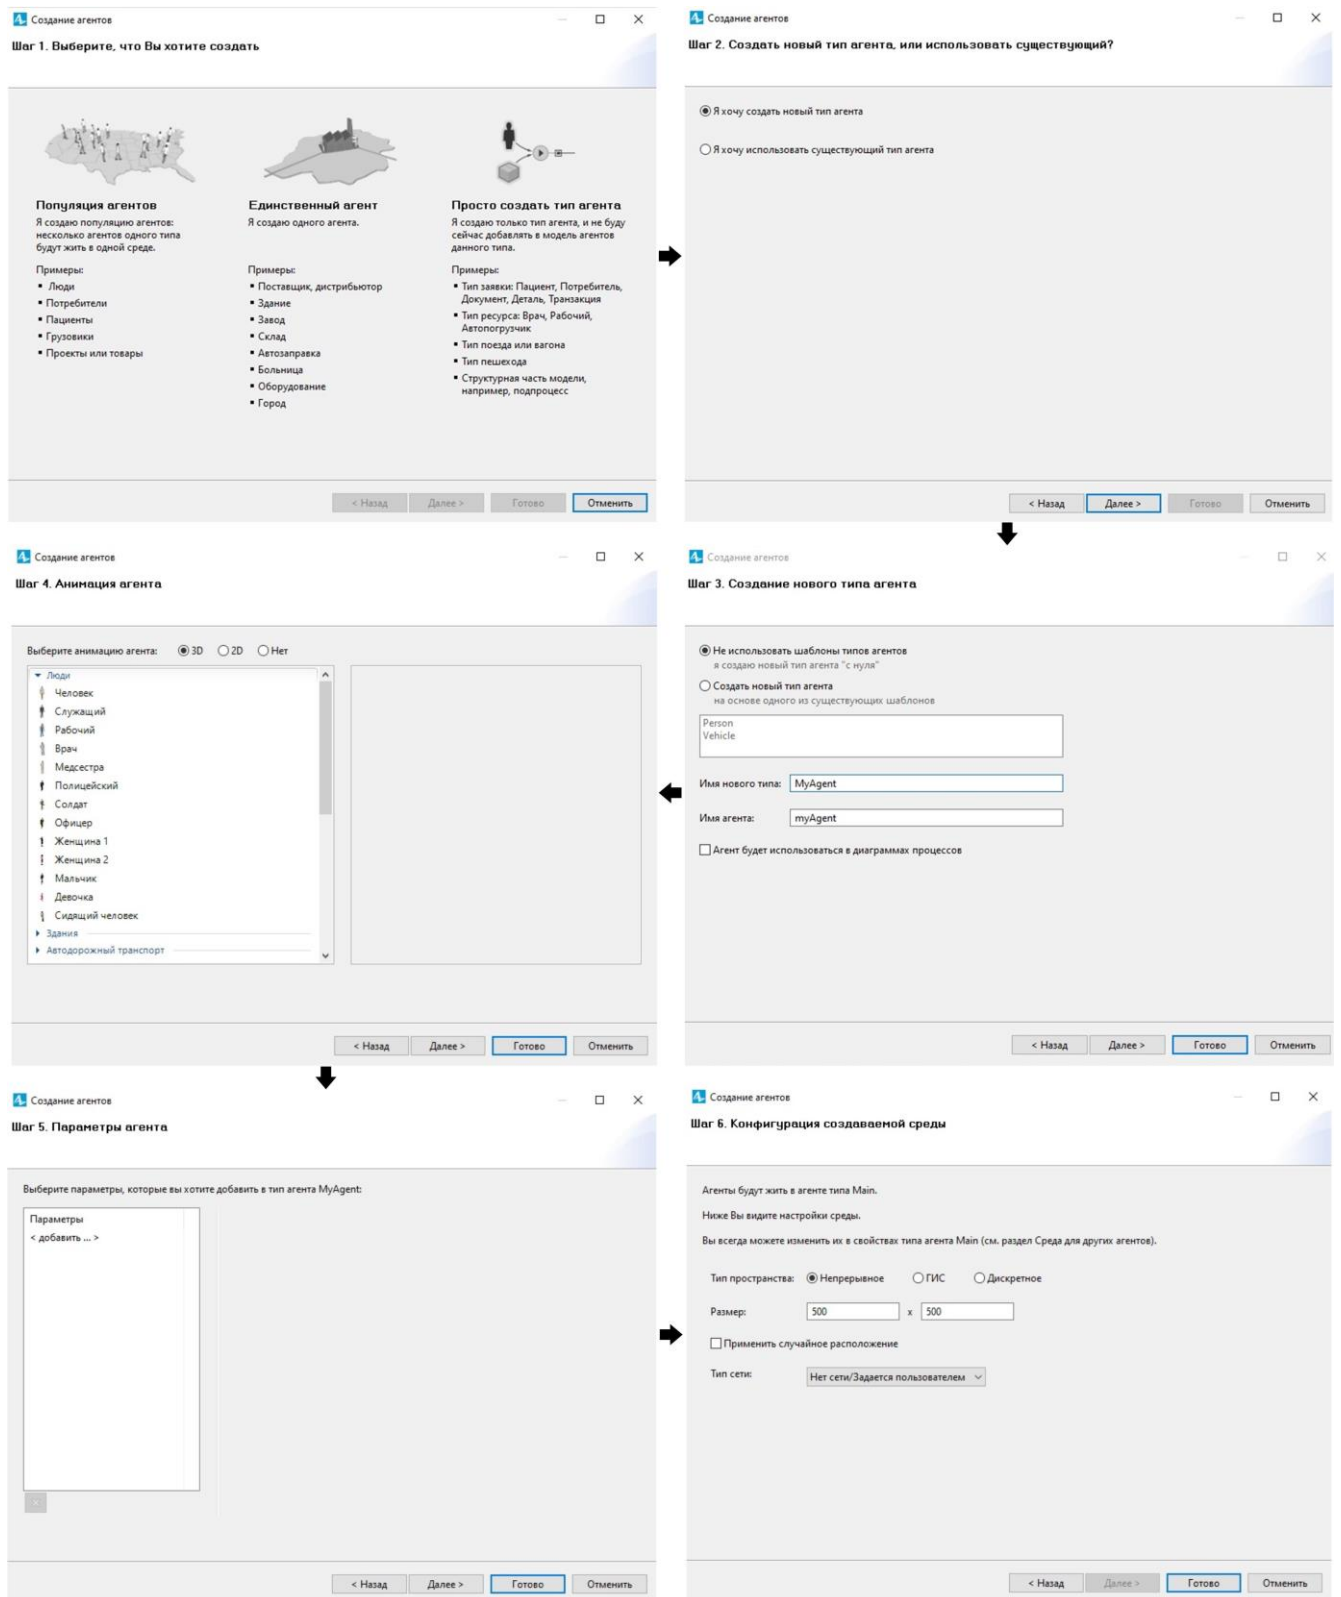 Создание агентов
Шаг 1. Выберите, что Вы хотите создать
Популяция агентов
Я создаю популяцию агентов:
несколько агентов одного типа
будут жить в одной среде.
Примеры:
Люди
Потребители
Пациенты
Грузовики
Проекты или товары
Единственный агент
Я создаю одного агента.
Примеры:
Поставщик, дистрибьютор
Здание
Завод
Склад
Автозаправка
Больница
Оборудование
Город
Просто создать тип агента
Я создаю только тип агента, и не буду
сейчас добавлять в модель агентов
данного типа.
Примеры:
Тип заявки: Пациент, Потребитель,
Документ, Деталь, Транзакция
Тип ресурса: Врач, Рабочий,
Автопогрузчик
Тип поезда или вагона
Тип пешехода
Структурная часть модели,
например, подпроцесс
< Назад Далее > Готово Отменить
Создание агентов
Шаг 2. Создать новый тип агента, или использовать существующий?
Я хочу создать новый тип агента
Я хочу использовать существующий тип агента
< Назад Далее > Готово Отменить
Создание агентов
Шаг 3. Создание нового типа агента
Не использовать шаблоны типов агентов
я создаю новый тип агента "с нуля"
Создать новый тип агента
на основе одного из существующих шаблонов
Person
Vehicle
Имя нового типа: MyAgent
Имя агента: myAgent
Агент будет использоваться в диаграммах процессов
< Назад Далее > Готово Отменить
Создание агентов
Шаг 4. Анимация агента
Выберите анимацию агента: 3D 2D Нет
Люди
Человек
Служащий
Рабочий
Врач
Медсестра
Полицейский
Солдат
Офицер
Женщина 1
Женщина 2
Мальчик
Девочка
Сидящий человек
Здания
Автодорожный транспорт
< Назад Далее > Готово Отменить
Создание агентов
Шаг 5. Параметры агента
Выберите параметры, которые вы хотите добавить в тип агента MyAgent:
Параметры
< добавить ... >
< Назад Далее > Готово Отменить
Создание агентов
Шаг 6. Конфигурация создаваемой среды
Агенты будут жить в агенте типа Main.
Ниже Вы видите настройки среды.
Вы всегда можете изменить их в свойствах типа агента Main (см. раздел Среда для других агентов).
Тип пространства: Непрерывное ГИС Дискретное
Размер: 500 x 500
Применить случайное расположение
Тип сети: Нет сети/Задается пользователем
< Назад Далее > Готово Отменить